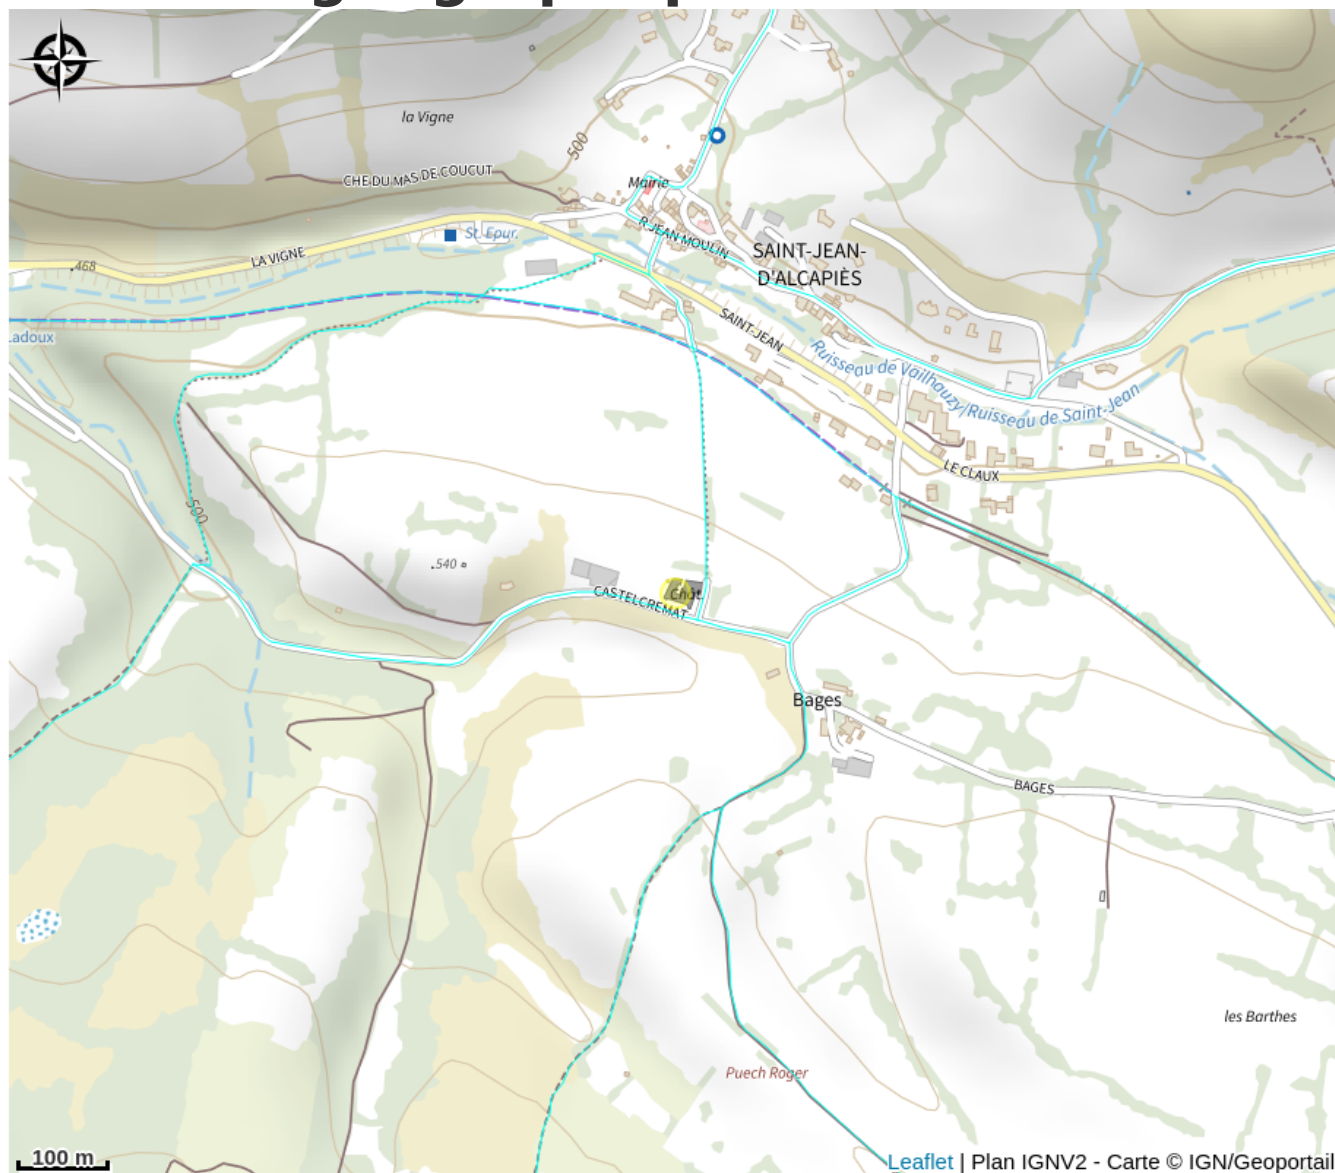 la Vigne
500
CHE DU MAS DE COUCUT
Mairie
R JEAN MOULIN
St. Epur.
LA VIGNE
.468
SAINT-JEAN-
D'ALCAPIÈS
SAINT-JEAN
Ladoux
Ruisseau de Vailhauzy/Ruisseau de Saint-Jean
LE CLAUX
500
.540
CASTELCREMAT
Chât.
Bages
BAGES
les Barthes
Puech Roger
100 m
Leaflet | Plan IGNV2 - Carte © IGN/Geoportail